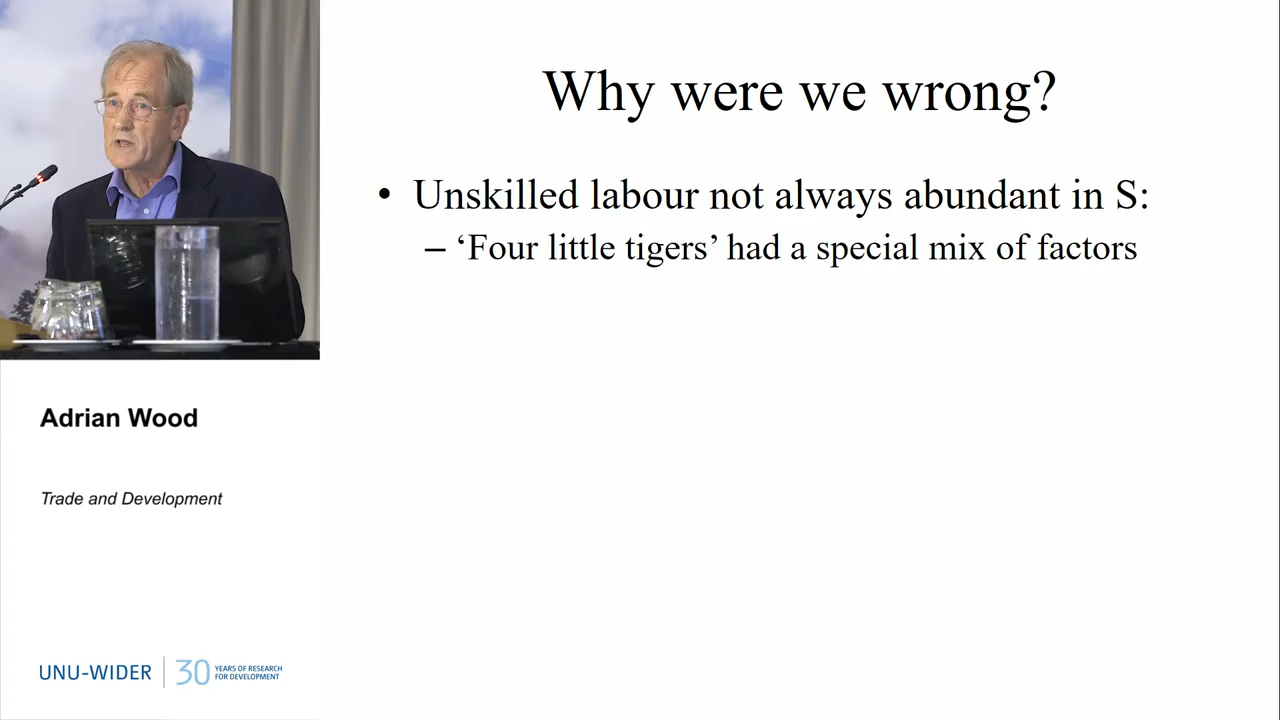 Why were we wrong?
• Unskilled labour not always abundant in S:
– ‘Four little tigers’ had a special mix of factors
Adrian Wood
Trade and Development
UNU-WIDER
30
YEARS OF RESEARCH
FOR DEVELOPMENT